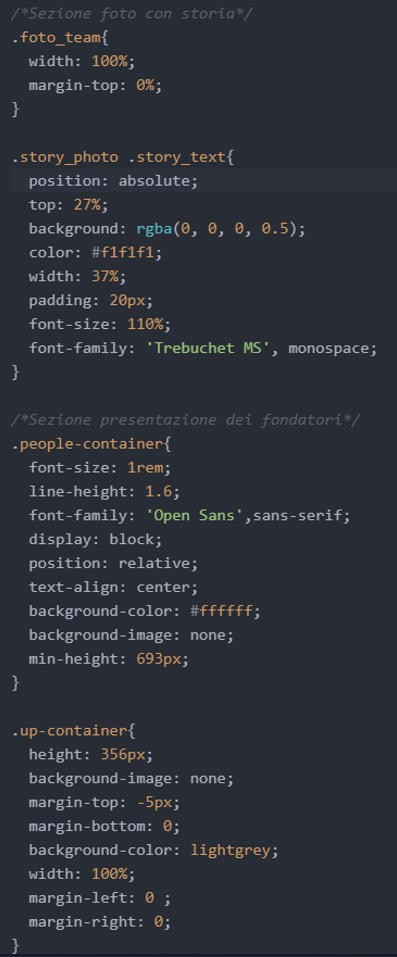 /*Sezione foto con storia*/
.foto_team{
  width: 100%;
  margin-top: 0%;
}

.story_photo .story_text{
  position: absolute;
  top: 27%;
  background: rgba(0, 0, 0, 0.5);
  color: #f1f1f1;
  width: 37%;
  padding: 20px;
  font-size: 110%;
  font-family: 'Trebuchet MS', monospace;
}

/*Sezione presentazione dei fondatori*/
.people-container{
  font-size: 1rem;
  line-height: 1.6;
  font-family: 'Open Sans',sans-serif;
  display: block;
  position: relative;
  text-align: center;
  background-color: #ffffff;
  background-image: none;
  min-height: 693px;
}

.up-container{
  height: 356px;
  background-image: none;
  margin-top: -5px;
  margin-bottom: 0;
  background-color: lightgrey;
  width: 100%;
  margin-left: 0 ;
  margin-right: 0;
}